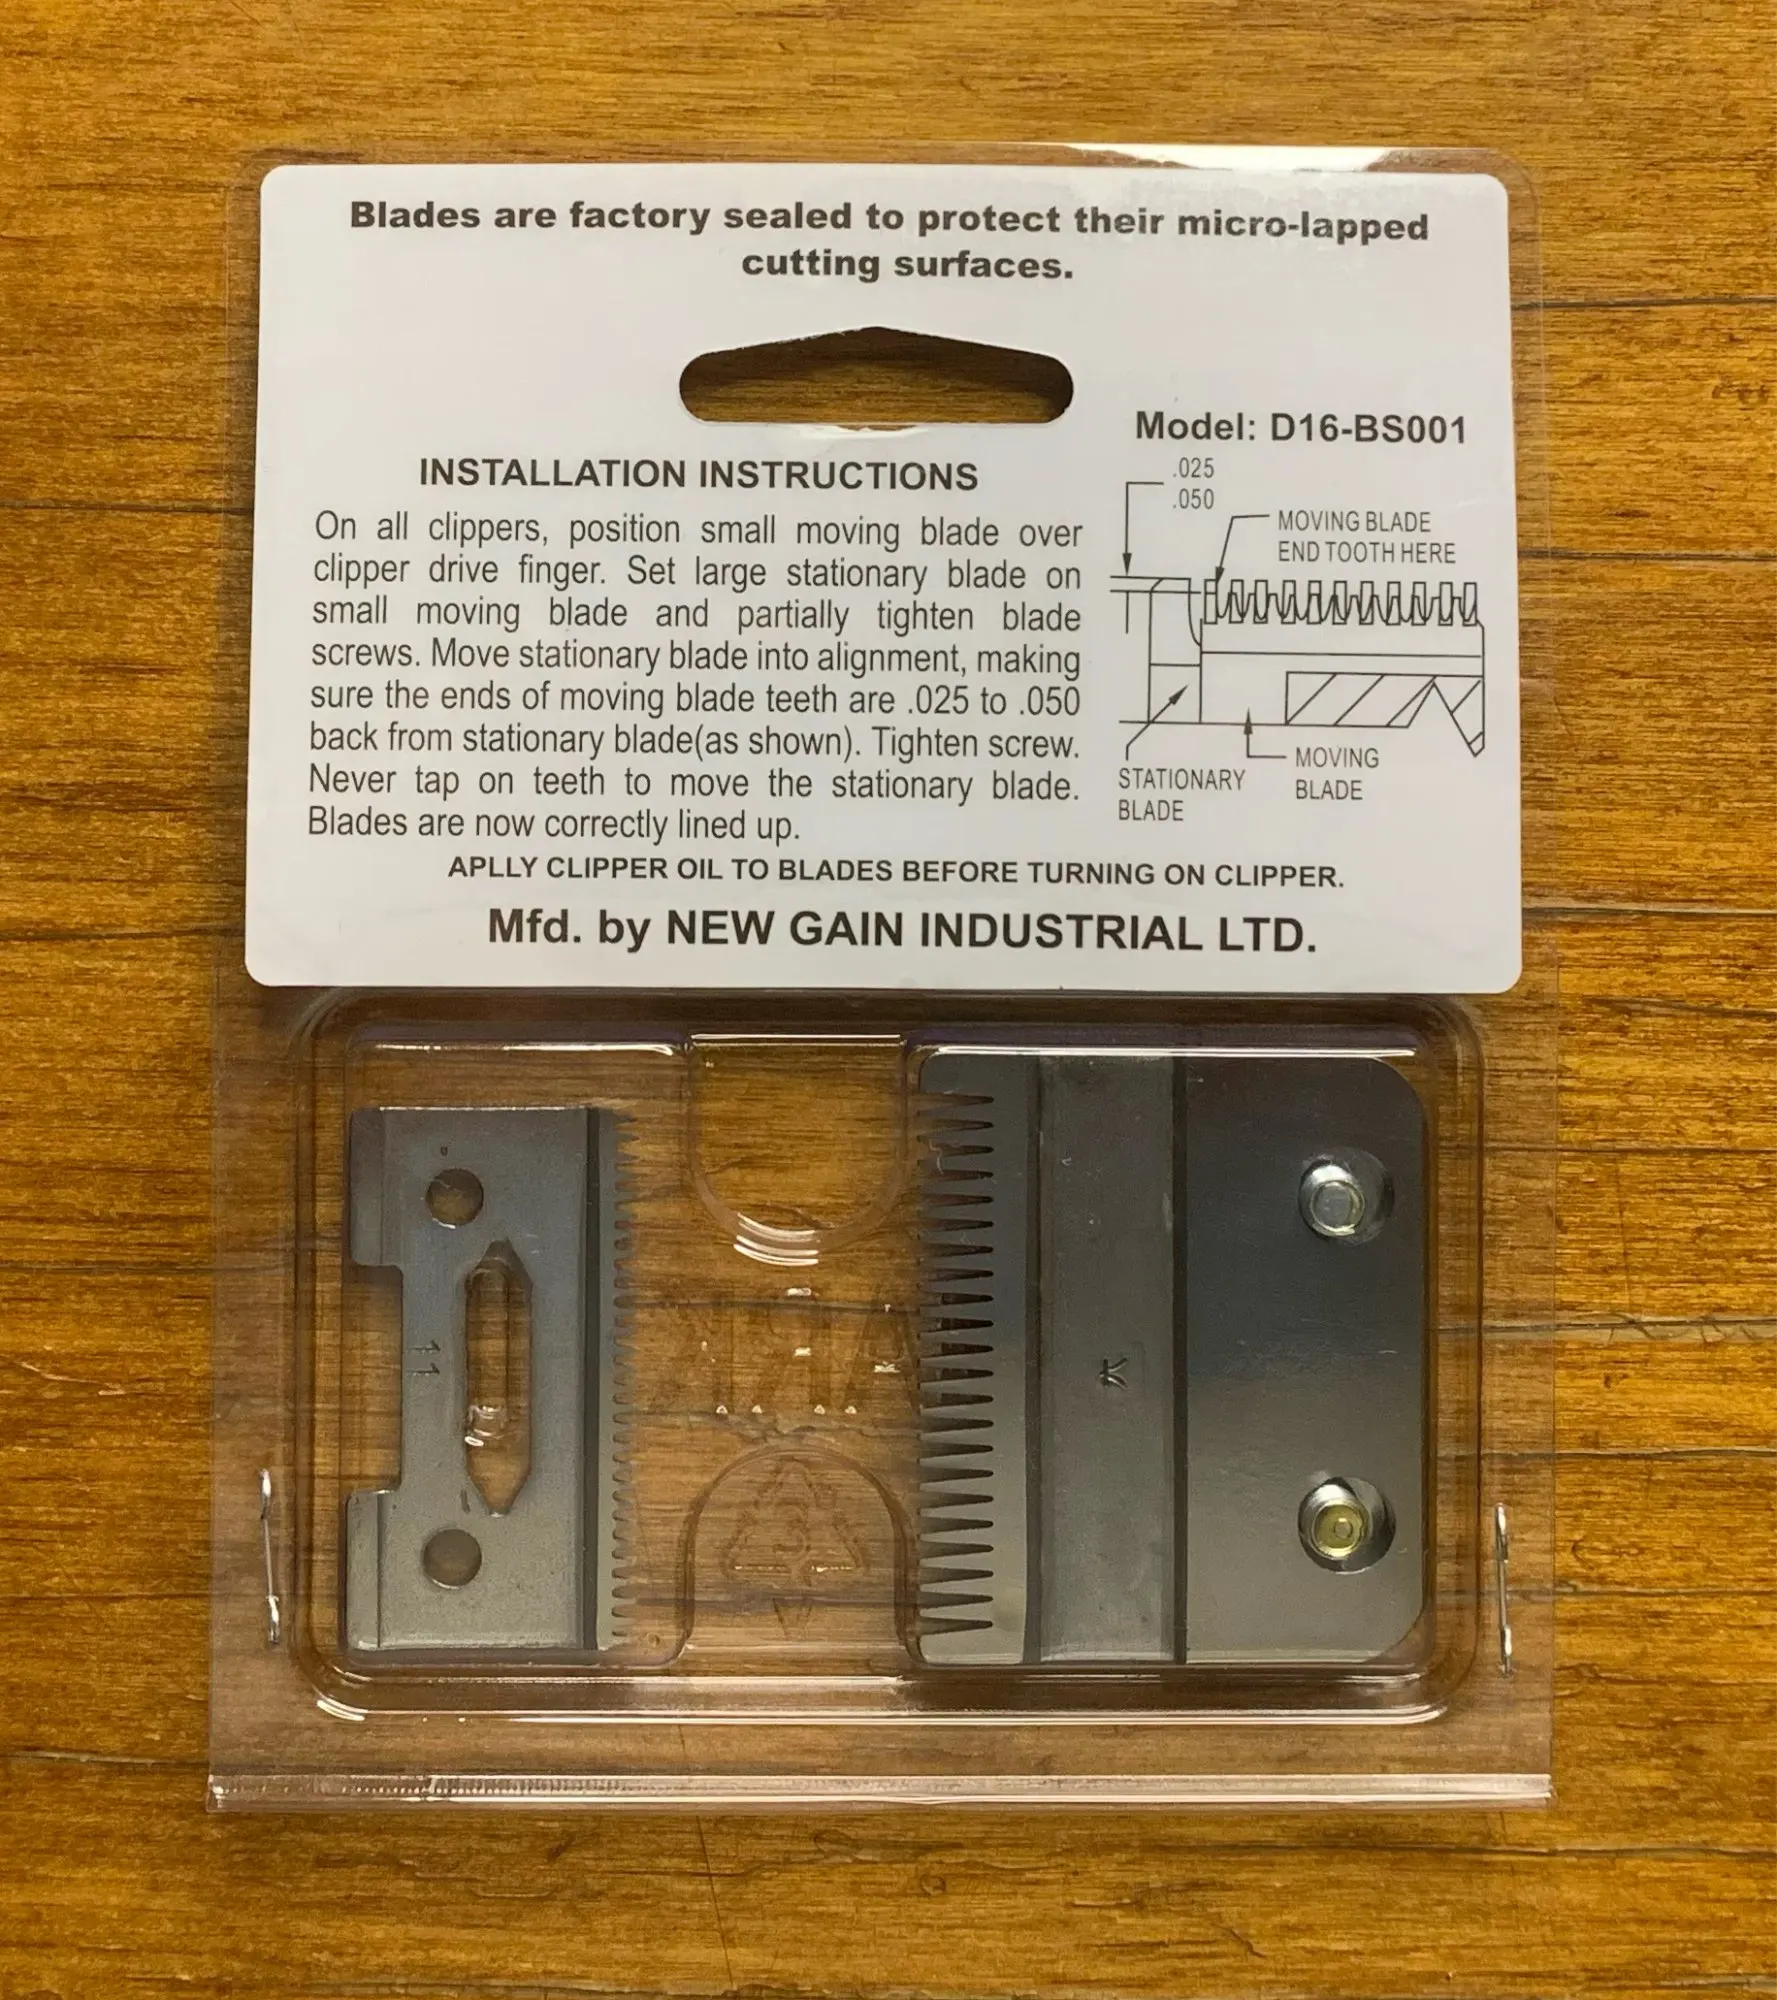 Blades are factory sealed to protect their micro-lapped
cutting surfaces.
Model: D16-BS001
INSTALLATION INSTRUCTIONS
On all clippers, position small moving blade over
clipper drive finger. Set large stationary blade on
small moving blade and partially tighten blade
screws. Move stationary blade into alignment, making
sure the ends of moving blade teeth are .025 to .050
back from stationary blade(as shown). Tighten screw.
Never tap on teeth to move the stationary blade.
Blades are now correctly lined up.
.025
.050
MOVING BLADE
END TOOTH HERE
STATIONARY
BLADE
MOVING
BLADE
APLLY CLIPPER OIL TO BLADES BEFORE TURNING ON CLIPPER.
Mfd. by NEW GAIN INDUSTRIAL LTD.
11